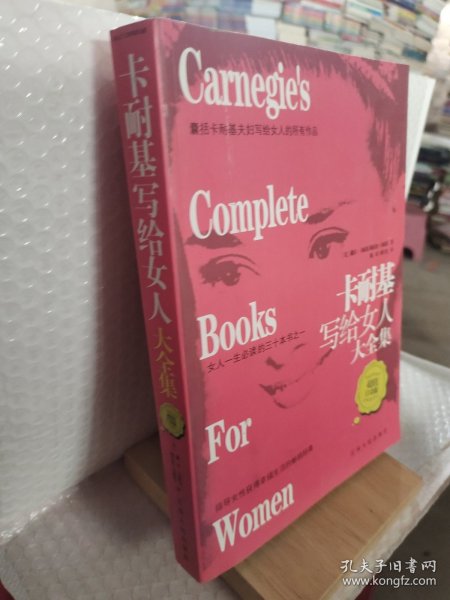 Carnegie's
囊括卡耐基夫妇写给女人的所有作品
Complete
卡耐基
写给女人
大全集
Books
女人一生必读的三十本书之一
For
Women
卡耐基写给女人大全集
孔夫子旧书网
www.kongfz.com